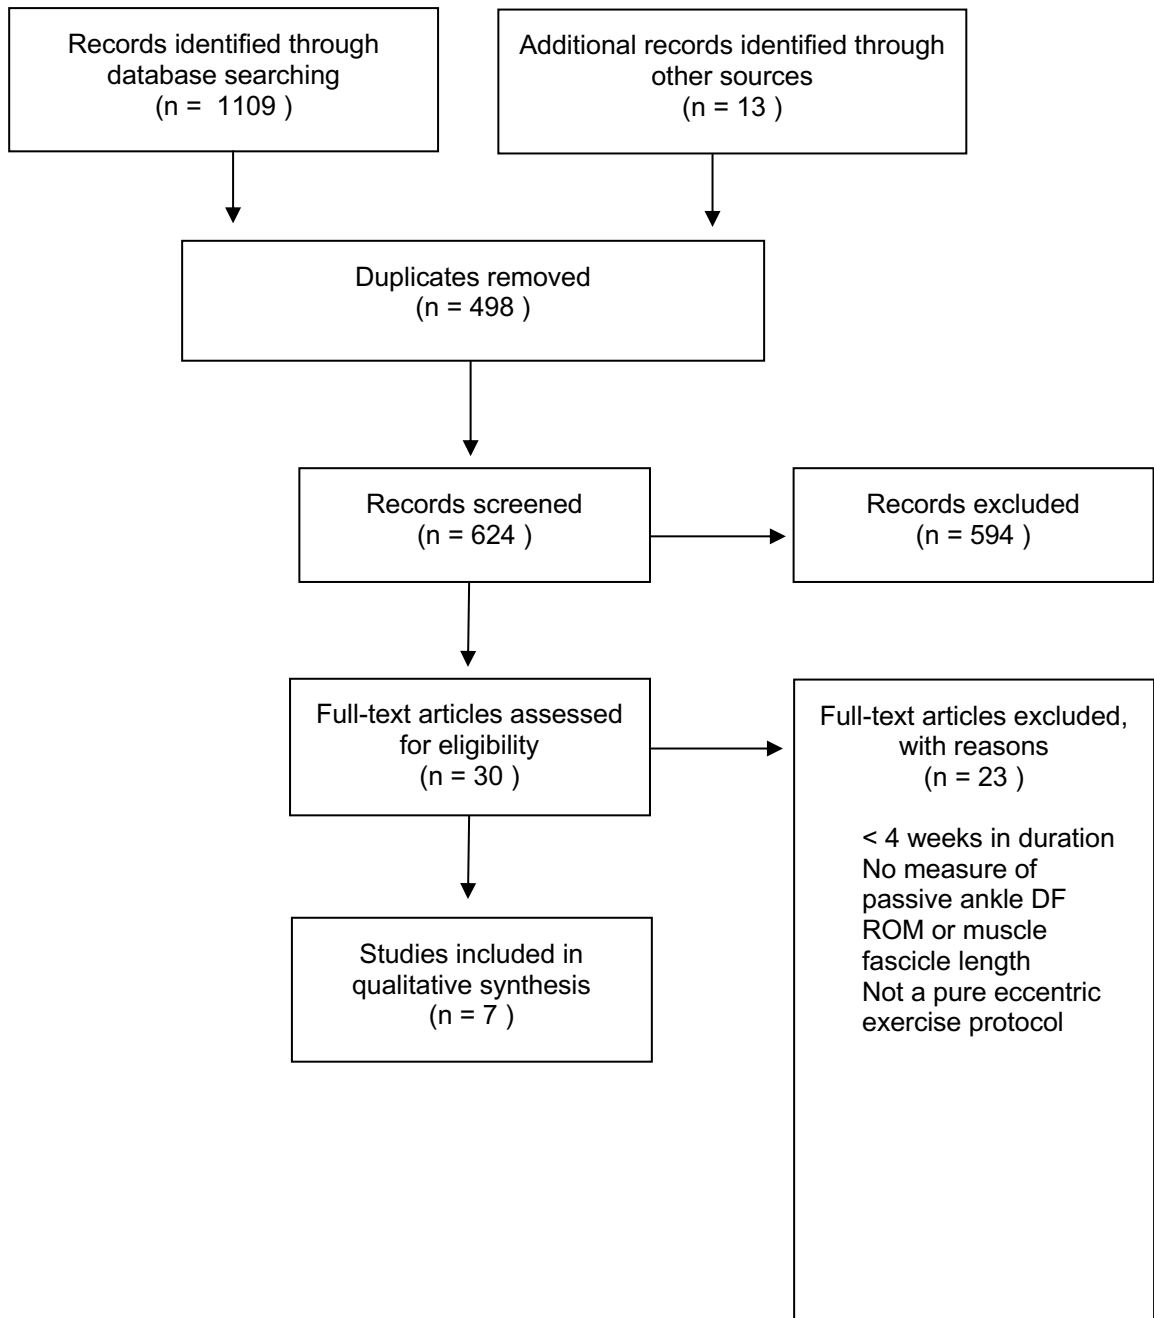 Records identified through
database searching
(n =  1109 )
Additional records identified through
other sources
(n = 13 )
Duplicates removed
(n = 498 )
Records screened
(n = 624 )
Records excluded
(n = 594 )
Full-text articles assessed
for eligibility
(n = 30 )
Full-text articles excluded,
with reasons
(n = 23 )
< 4 weeks in duration
No measure of
passive ankle DF
ROM or muscle
fascicle length
Not a pure eccentric
exercise protocol
Studies included in
qualitative synthesis
(n = 7 )